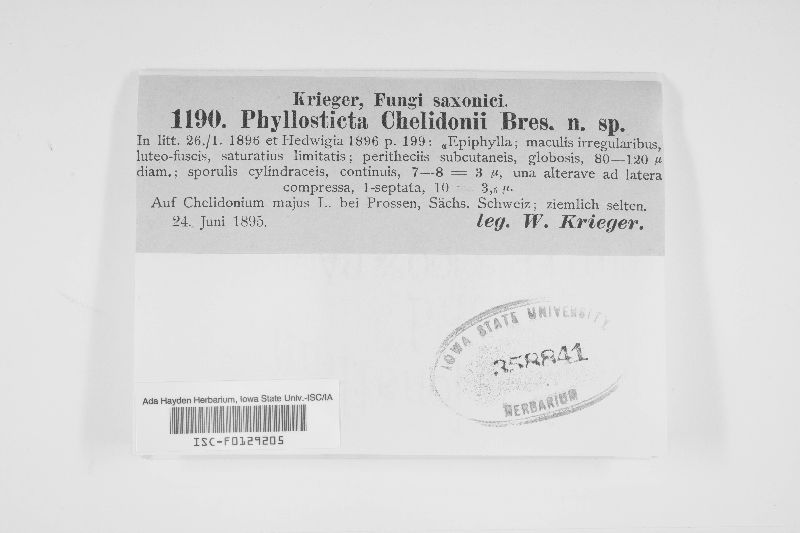 Krieger, Fungi saxonici.
1190. Phyllosticta Chelidonii Bres. n. sp.
In litt. 26./1. 1896 et Hedwigia 1896 p. 199: „Epiphylla; maculis irregularibus,
luteo-fuscis, saturatius limitatis; peritheciis subcutaneis, globosis, 80—120 µ
diam.; sporulis cylindraceis, continuis, 7—8 = 3 µ, una alterave ad latera
compressa, 1-septata, 10 = 3,5 µ.
Auf Chelidonium majus L. bei Prossen, Sächs. Schweiz; ziemlich selten.
24. Juni 1895. leg. W. Krieger.
IOWA STATE UNIVERSITY
358841
HERBARIUM
Ada Hayden Herbarium, Iowa State Univ.-ISC/IA
ISC-F0129205